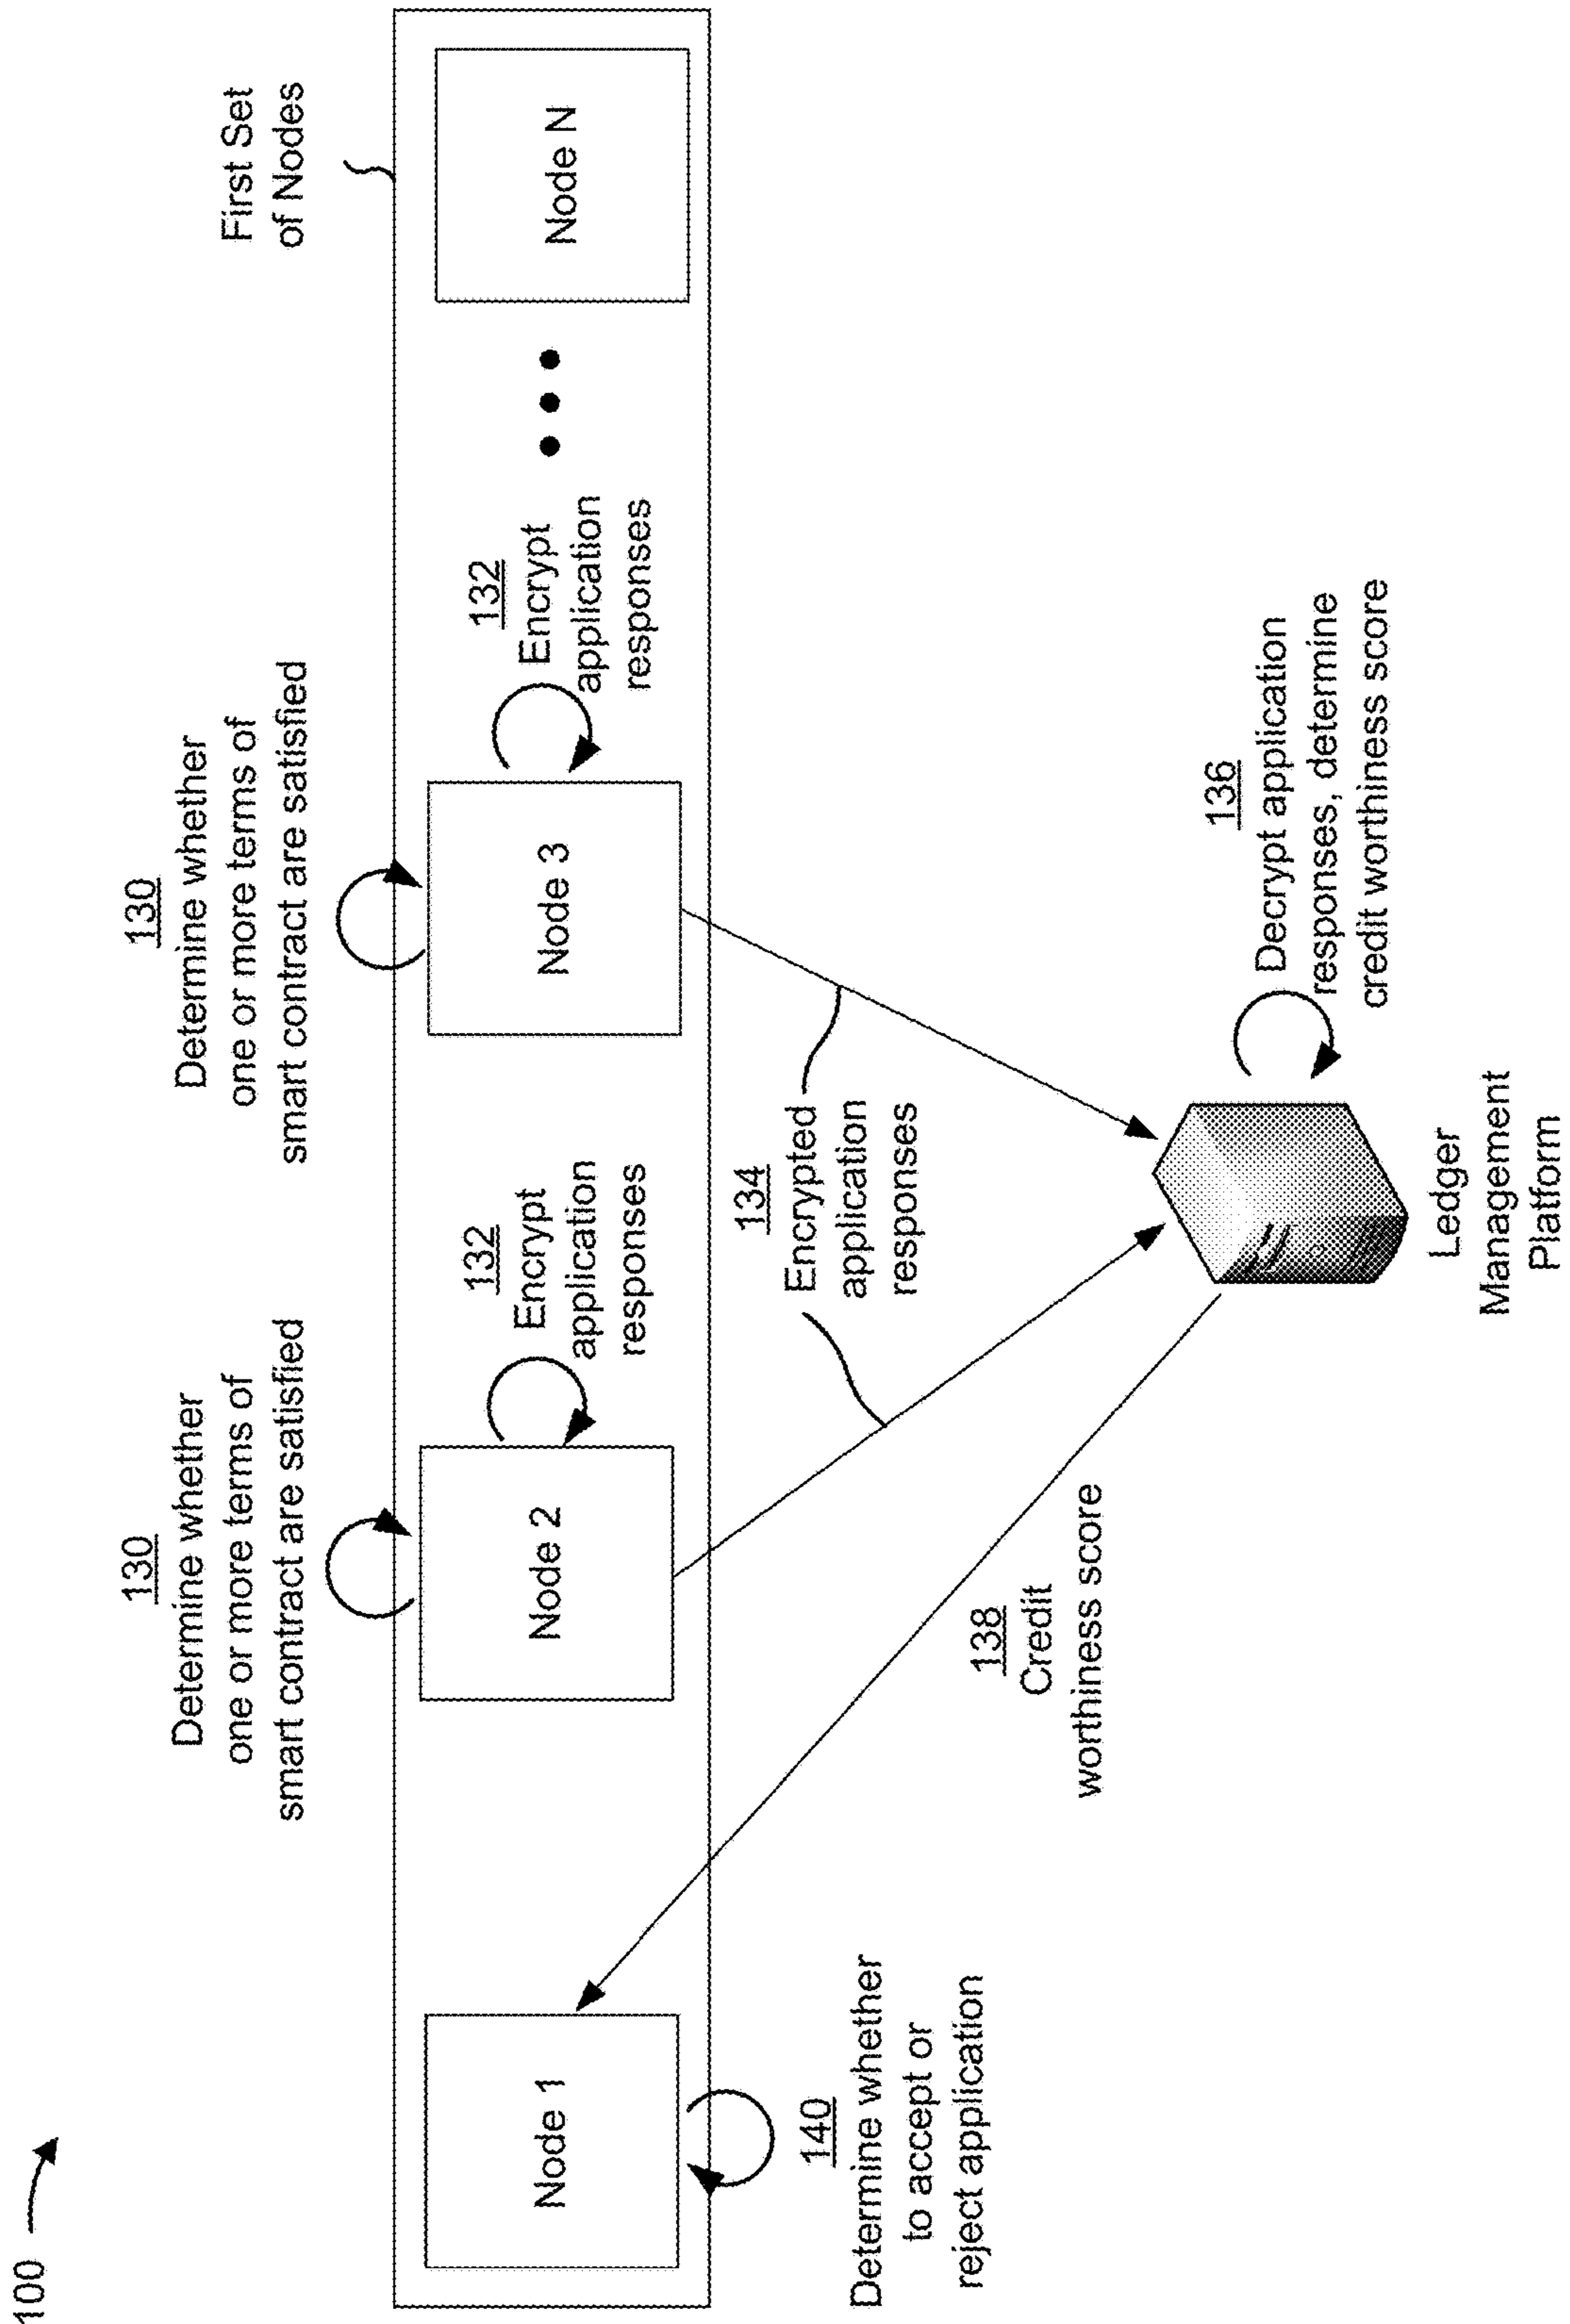 100
First Set
of Nodes
130
Determine whether
one or more terms of
smart contract are satisfied
130
Determine whether
one or more terms of
smart contract are satisfied
Node 1
Node 2
132
Encrypt
application
responses
Node 3
132
Encrypt
application
responses
Node N
140
Determine whether
to accept or
reject application
138
Credit
worthiness score
134
Encrypted
application
responses
136
Decrypt application
responses, determine
credit worthiness score
Ledger
Management
Platform